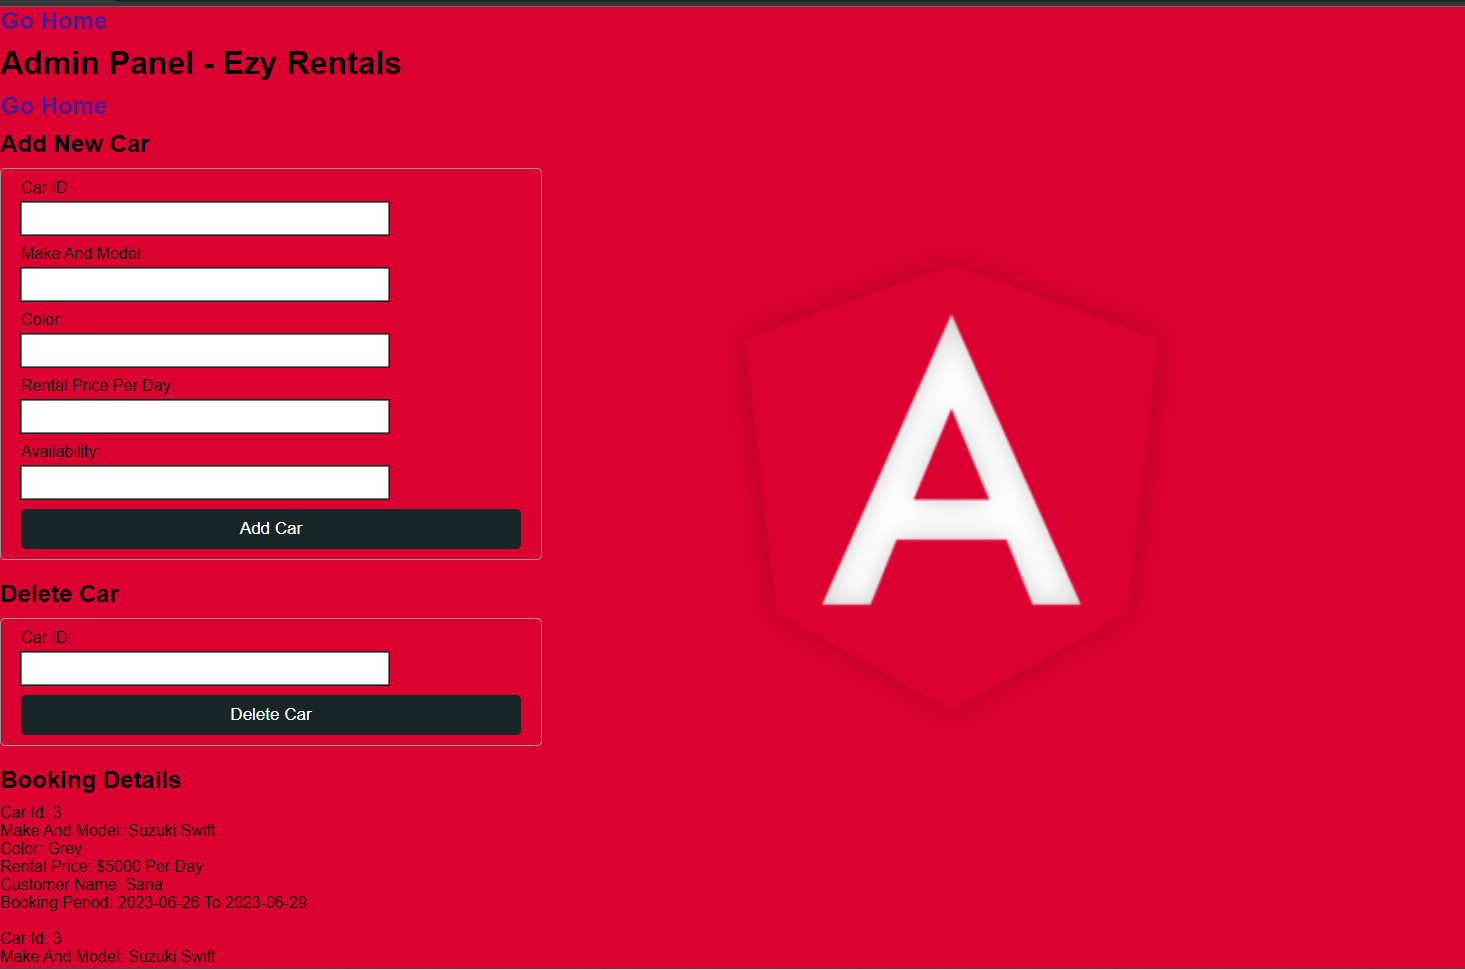 Go Home
Admin Panel - Ezy Rentals
Go Home
Add New Car
Car ID
Make And Model:
Color:
Rental Price Per Day:
Availability:
Add Car
Delete Car
Car ID:
Delete Car
Booking Details
Car Id: 3
Make And Model: Suzuki Swift
Color: Grey
Rental Price: $5000 Per Day
Customer Name: Sana
Booking Period: 2023-06-26 To 2023-06-29
Car Id: 3
Make And Model: Suzuki Swift
A